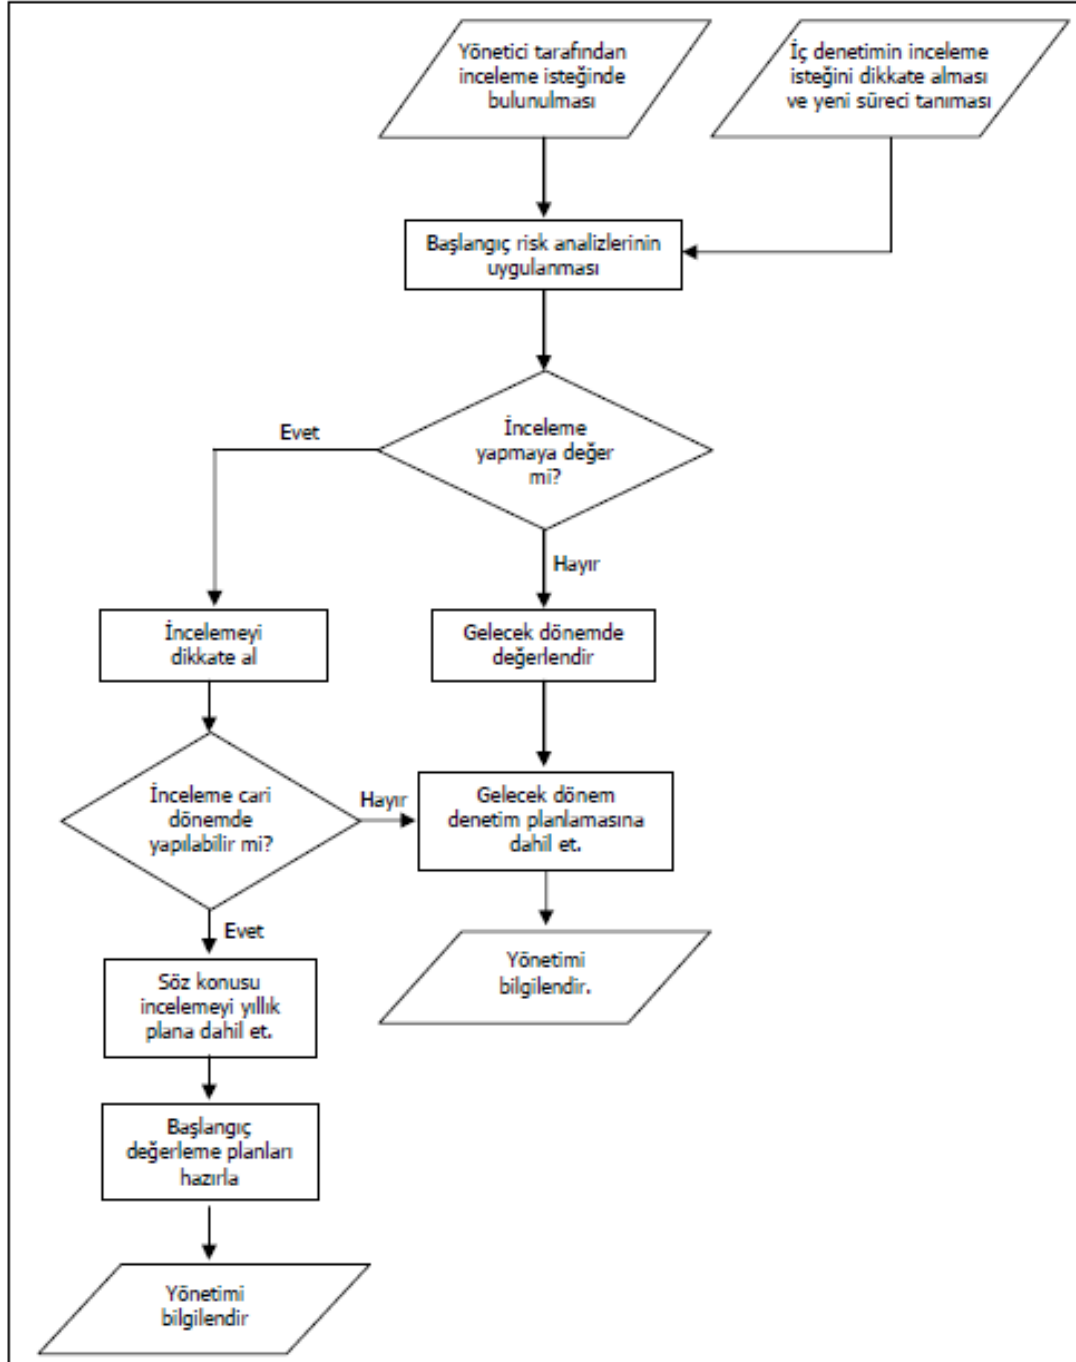 Yönetici tarafından
inceleme isteğinde
bulunulması
İç denetimin inceleme
isteğini dikkate alması
ve yeni süreci tanıması
Başlangıç risk analizlerinin
uygulanması
İnceleme
yapmaya değer
mi?
Evet
Hayır
İncelemeyi
dikkate al
Gelecek dönemde
değerlendir
İnceleme cari
dönemde
yapılabilir mi?
Hayır
Gelecek dönem
denetim planlamasına
dahil et.
Evet
Yönetimi
bilgilendir.
Söz konusu
incelemeyi yıllık
plana dahil et.
Başlangıç
değerleme planları
hazırla
Yönetimi
bilgilendir